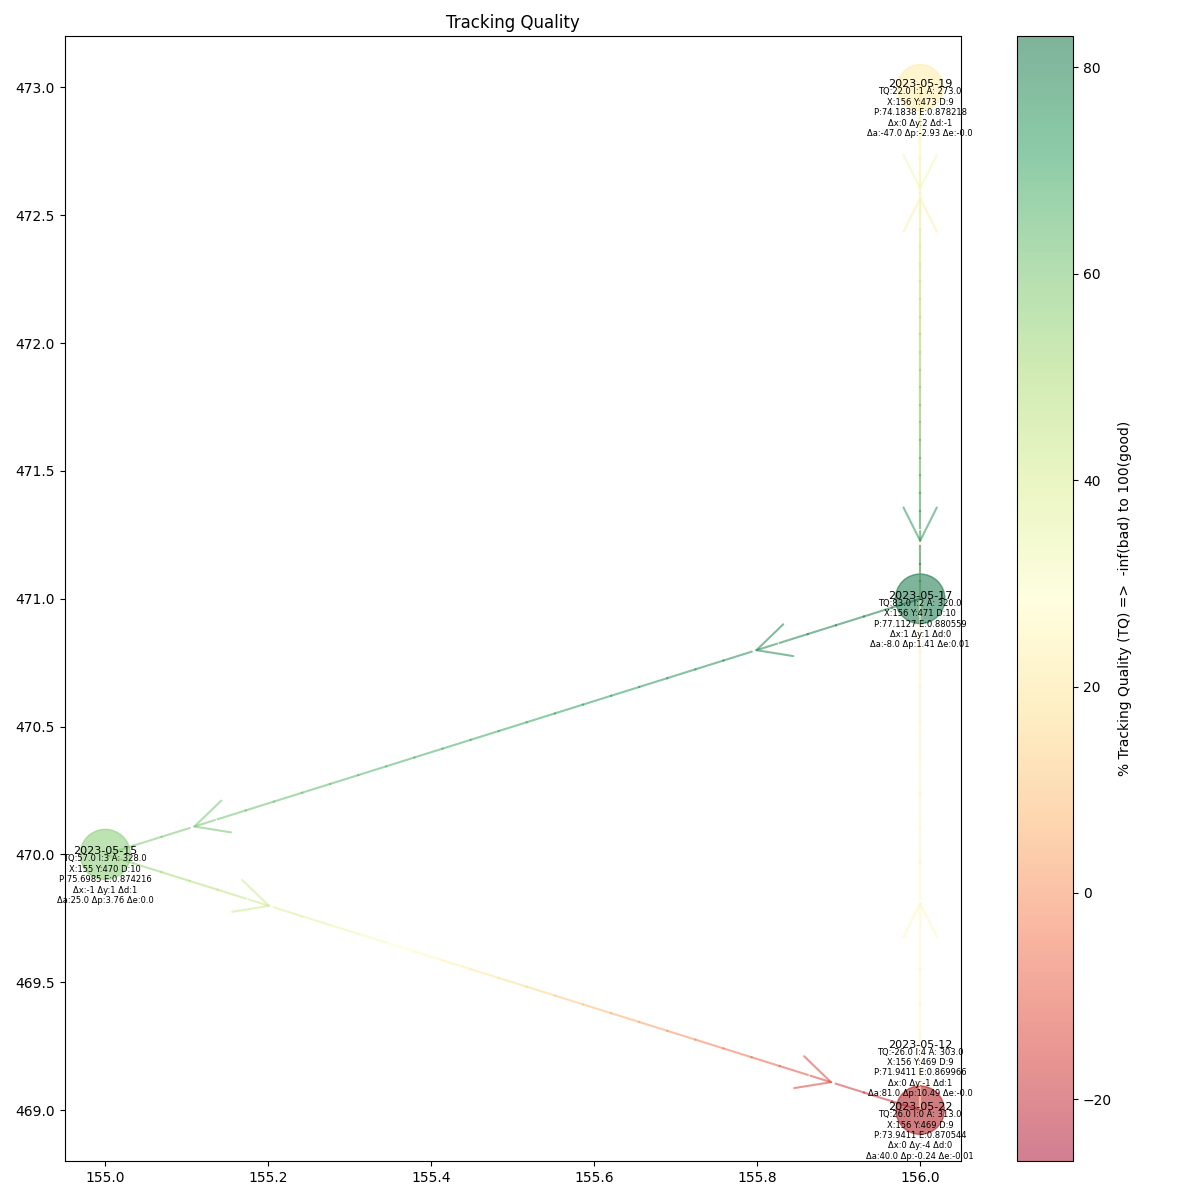 Tracking Quality
473.0
472.5
472.0
471.5
471.0
470.5
470.0
469.5
469.0
155.0
155.2
155.4
155.6
155.8
156.0
2023-05-19
TQ:22.0 I:1 A: 273.0
X:156 Y:473 D:9
P:74.1838 E:0.878218
Δx:0 Δy:2 Δd:-1
Δa:-47.0 Δp:-2.93 Δe:-0.0
2023-05-17
TQ:83.0 I:2 A: 320.0
X:156 Y:471 D:10
P:77.1127 E:0.880559
Δx:1 Δy:1 Δd:0
Δa:-8.0 Δp:1.41 Δe:0.01
2023-05-15
TQ:57.0 I:3 A: 328.0
X:155 Y:470 D:10
P:75.6985 E:0.874216
Δx:-1 Δy:1 Δd:1
Δa:25.0 Δp:3.76 Δe:0.0
2023-05-12
TQ:-26.0 I:4 A: 303.0
X:156 Y:469 D:9
P:71.9411 E:0.869966
Δx:0 Δy:-1 Δd:1
Δa:81.0 Δp:10.49 Δe:-0.0
2023-05-22
TQ:26.0 I:0 A: 313.0
X:156 Y:469 D:9
P:73.9411 E:0.870544
Δx:0 Δy:-4 Δd:0
Δa:40.0 Δp:-0.24 Δe:-0.01
80
60
40
20
0
−20
% Tracking Quality (TQ) =>  -inf(bad) to 100(good)